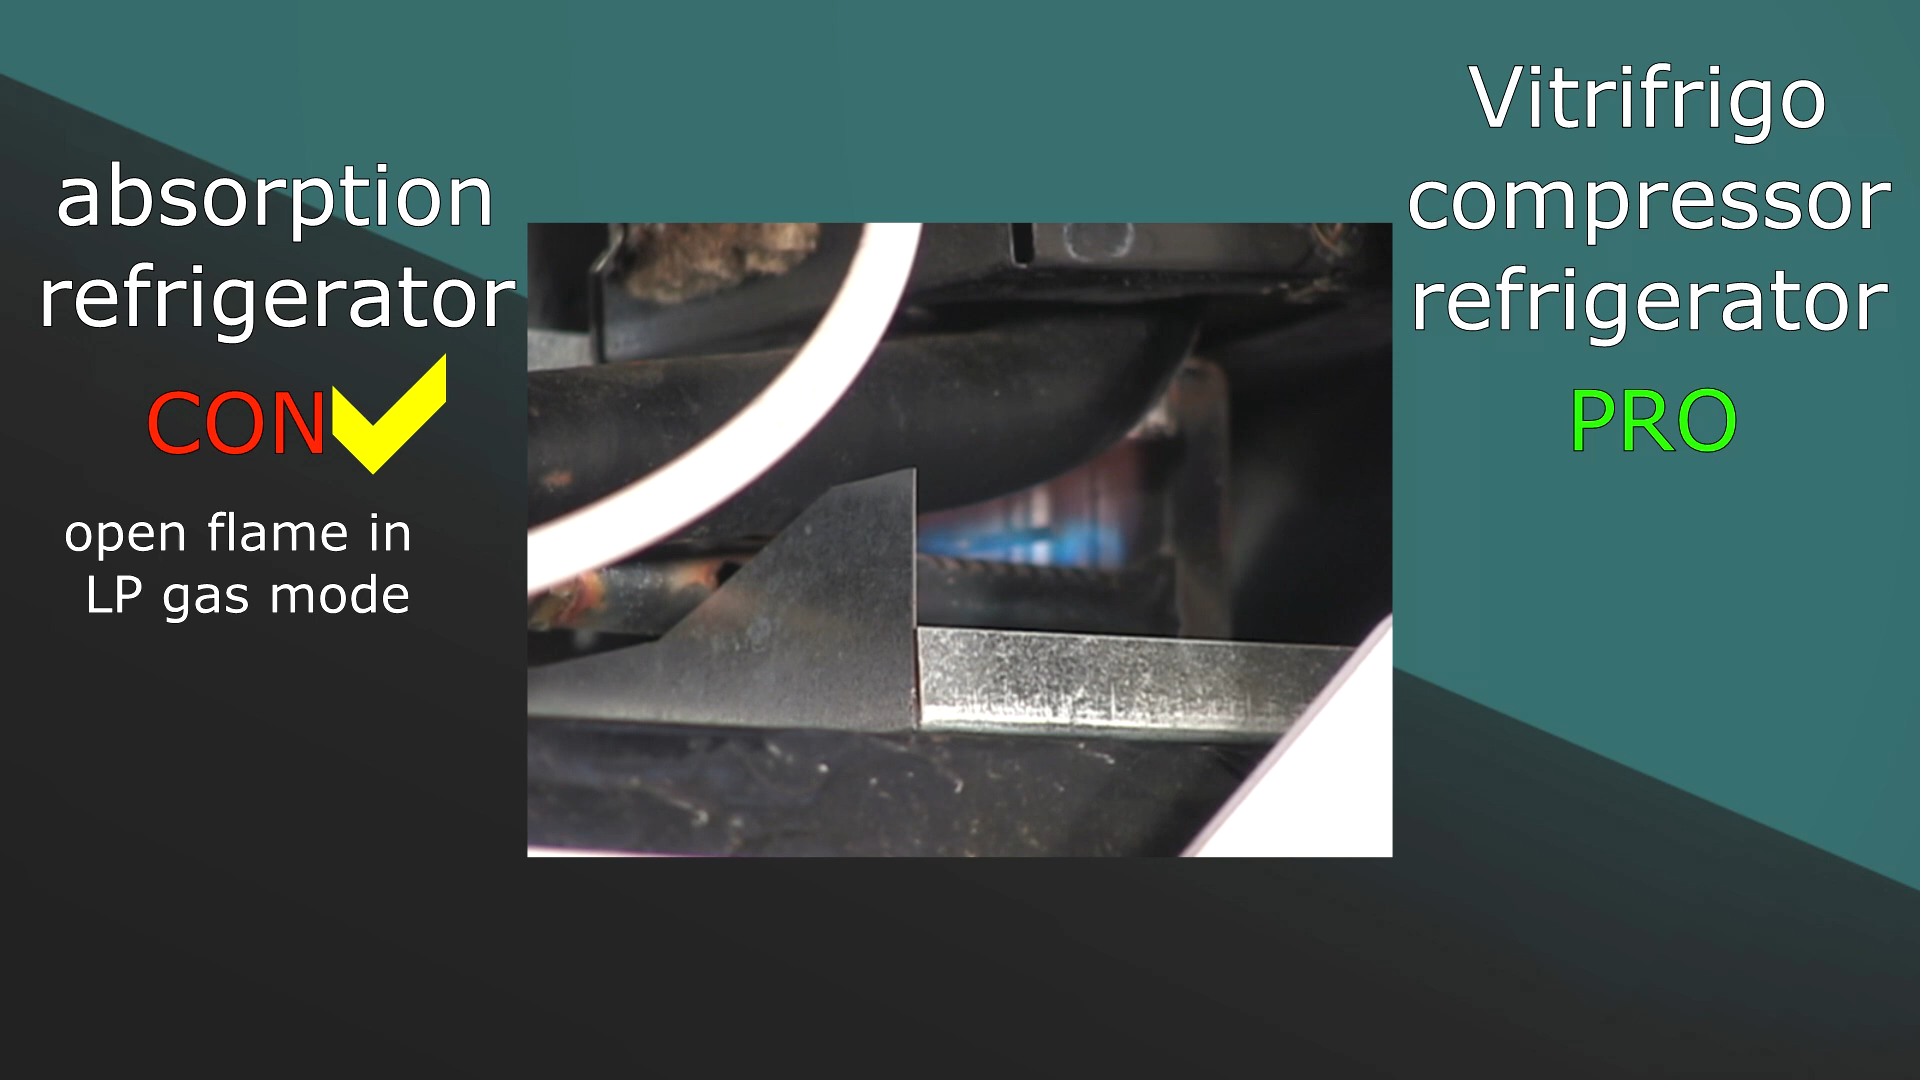 absorption
refrigerator
CON
open flame in
LP gas mode
Vitrifrigo
compressor
refrigerator
PRO